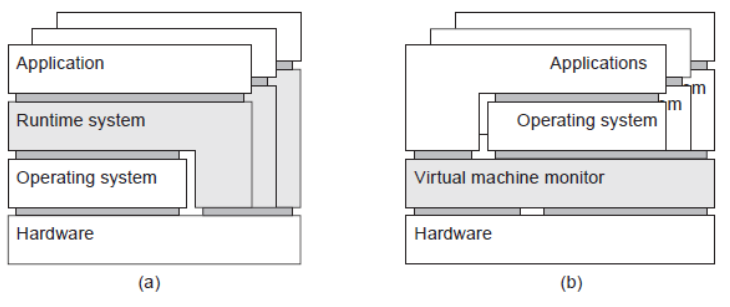 Application
Runtime system
Operating system
Hardware
(a)
Applications
m
m
Operating system
Virtual machine monitor
Hardware
(b)